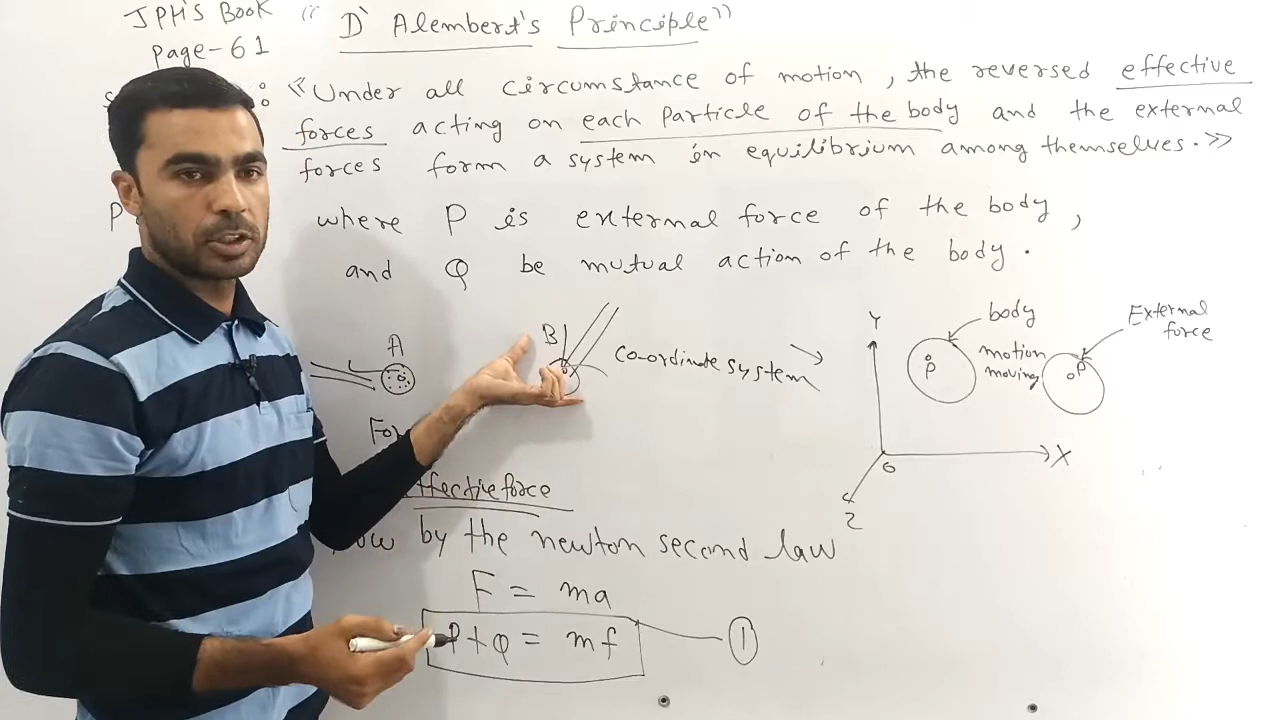 JPH'S BOOK
Page-61
"D'Alembert's Principle"
«Under all circumstance of motion, the reversed effective
forces acting on each Particle of the body and the external
forces form a system in equilibrium among themselves.»
P where P is external force of the body,
and Q be mutual action of the body.
A
B
co-ordinate system
Y
body
External force
P
motion moving
P
X
O
Z
effective force
by the newton second law
F = ma
P+Q = mf
1